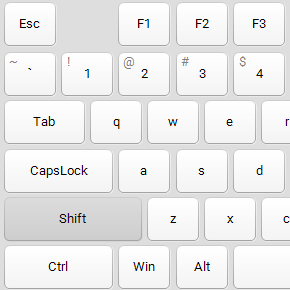 Esc F1 F2 F3
~ ` ! 1 @ 2 # 3 $ 4
Tab q w e
CapsLock a s d
Shift z x c
Ctrl Win Alt